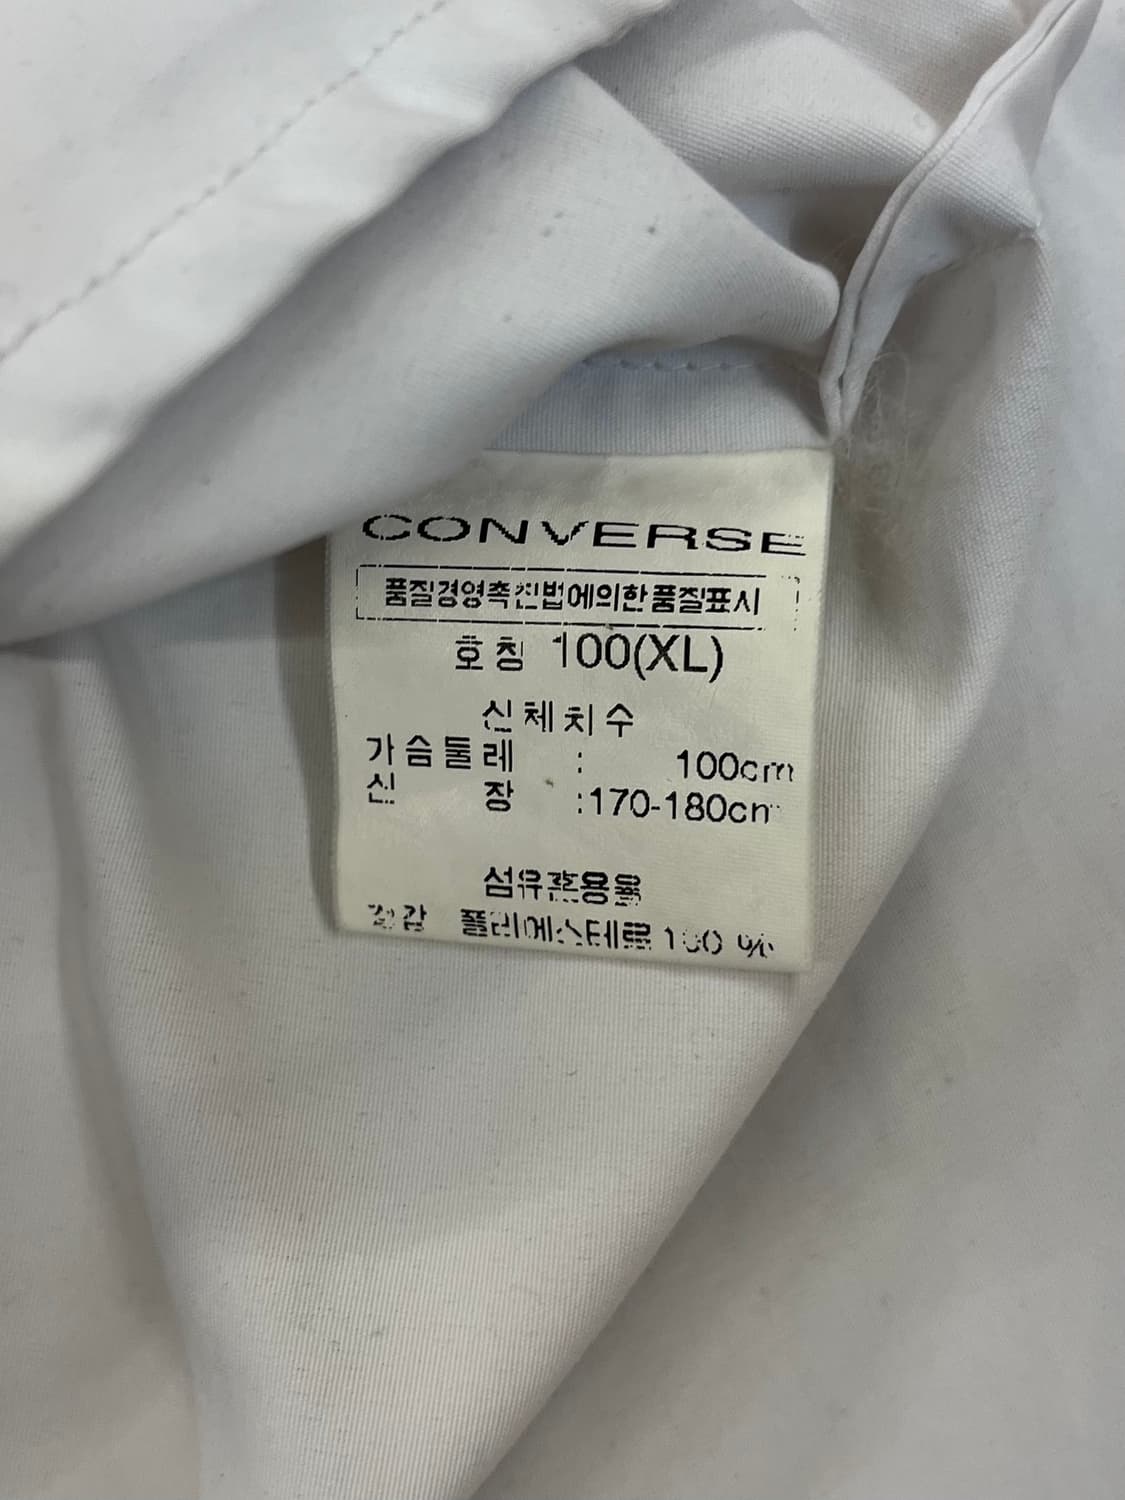 CONVERSE
품질경영촉진법에의한품질표시
호칭 100(XL)
신체치수
가슴둘레 : 100cm
신 장 :170-180cm
섬유혼용율
겉감 폴리에스테르 100 %